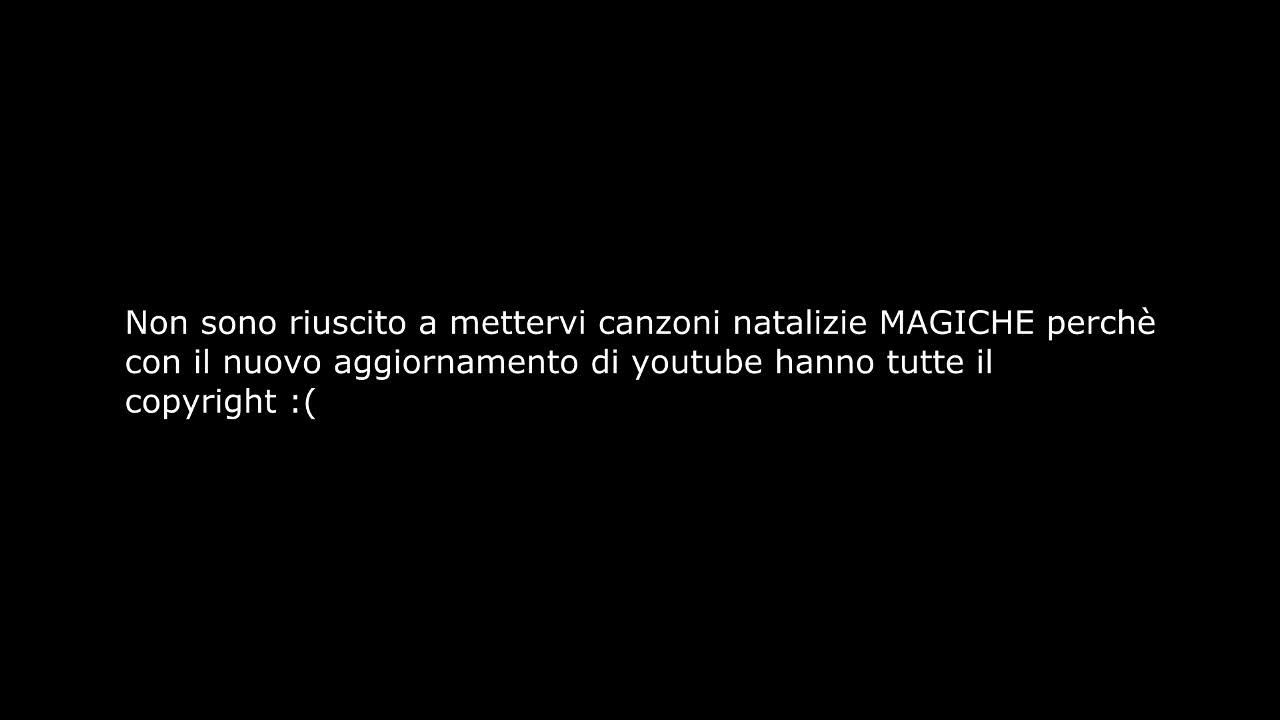 Non sono riuscito a mettervi canzoni natalizie MAGICHE perchè
con il nuovo aggiornamento di youtube hanno tutte il
copyright :(